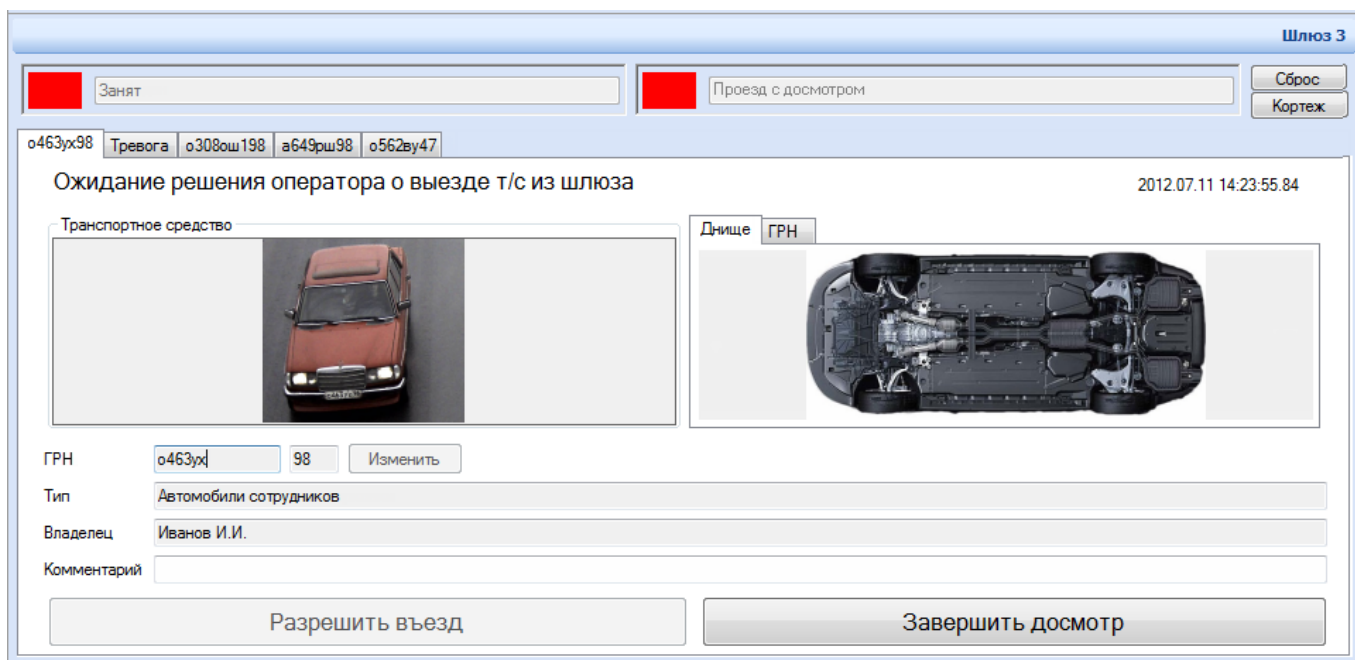 Шлюз 3
Занят
Проезд с досмотром
Сброс
Кортеж
о463ух98 Тревога о308ош198 а649рш98 о562ву47
Ожидание решения оператора о выезде т/с из шлюза
2012.07.11 14:23:55.84
Транспортное средство
Днище ГРН
ГРН о463ух 98 Изменить
Тип Автомобили сотрудников
Владелец Иванов И.И.
Комментарий
Разрешить въезд
Завершить досмотр